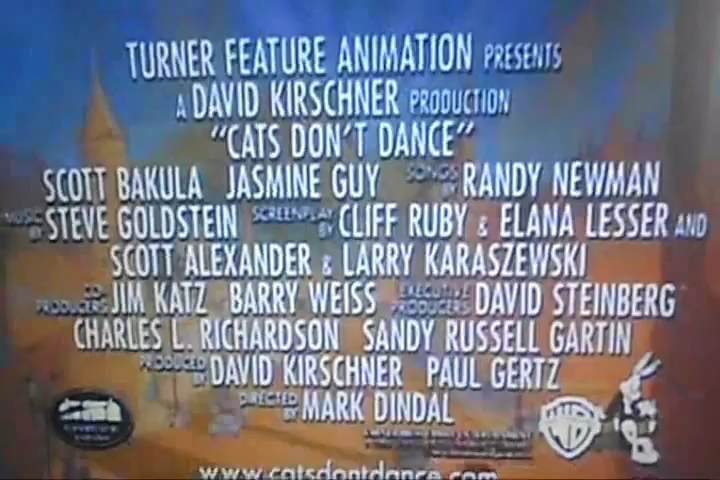 TURNER FEATURE ANIMATION PRESENTS
A DAVID KIRSCHNER PRODUCTION
"CATS DON'T DANCE"
SCOTT BAKULA JASMINE GUY SONGS BY RANDY NEWMAN
MUSIC BY STEVE GOLDSTEIN SCREENPLAY BY CLIFF RUBY & ELANA LESSER AND
SCOTT ALEXANDER & LARRY KARASZEWSKI
CO-PRODUCERS JIM KATZ BARRY WEISS EXECUTIVE PRODUCERS DAVID STEINBERG
CHARLES L. RICHARDSON SANDY RUSSELL GARTIN
PRODUCED BY DAVID KIRSCHNER PAUL GERTZ
DIRECTED BY MARK DINDAL
WB
www.catsdontdance.com